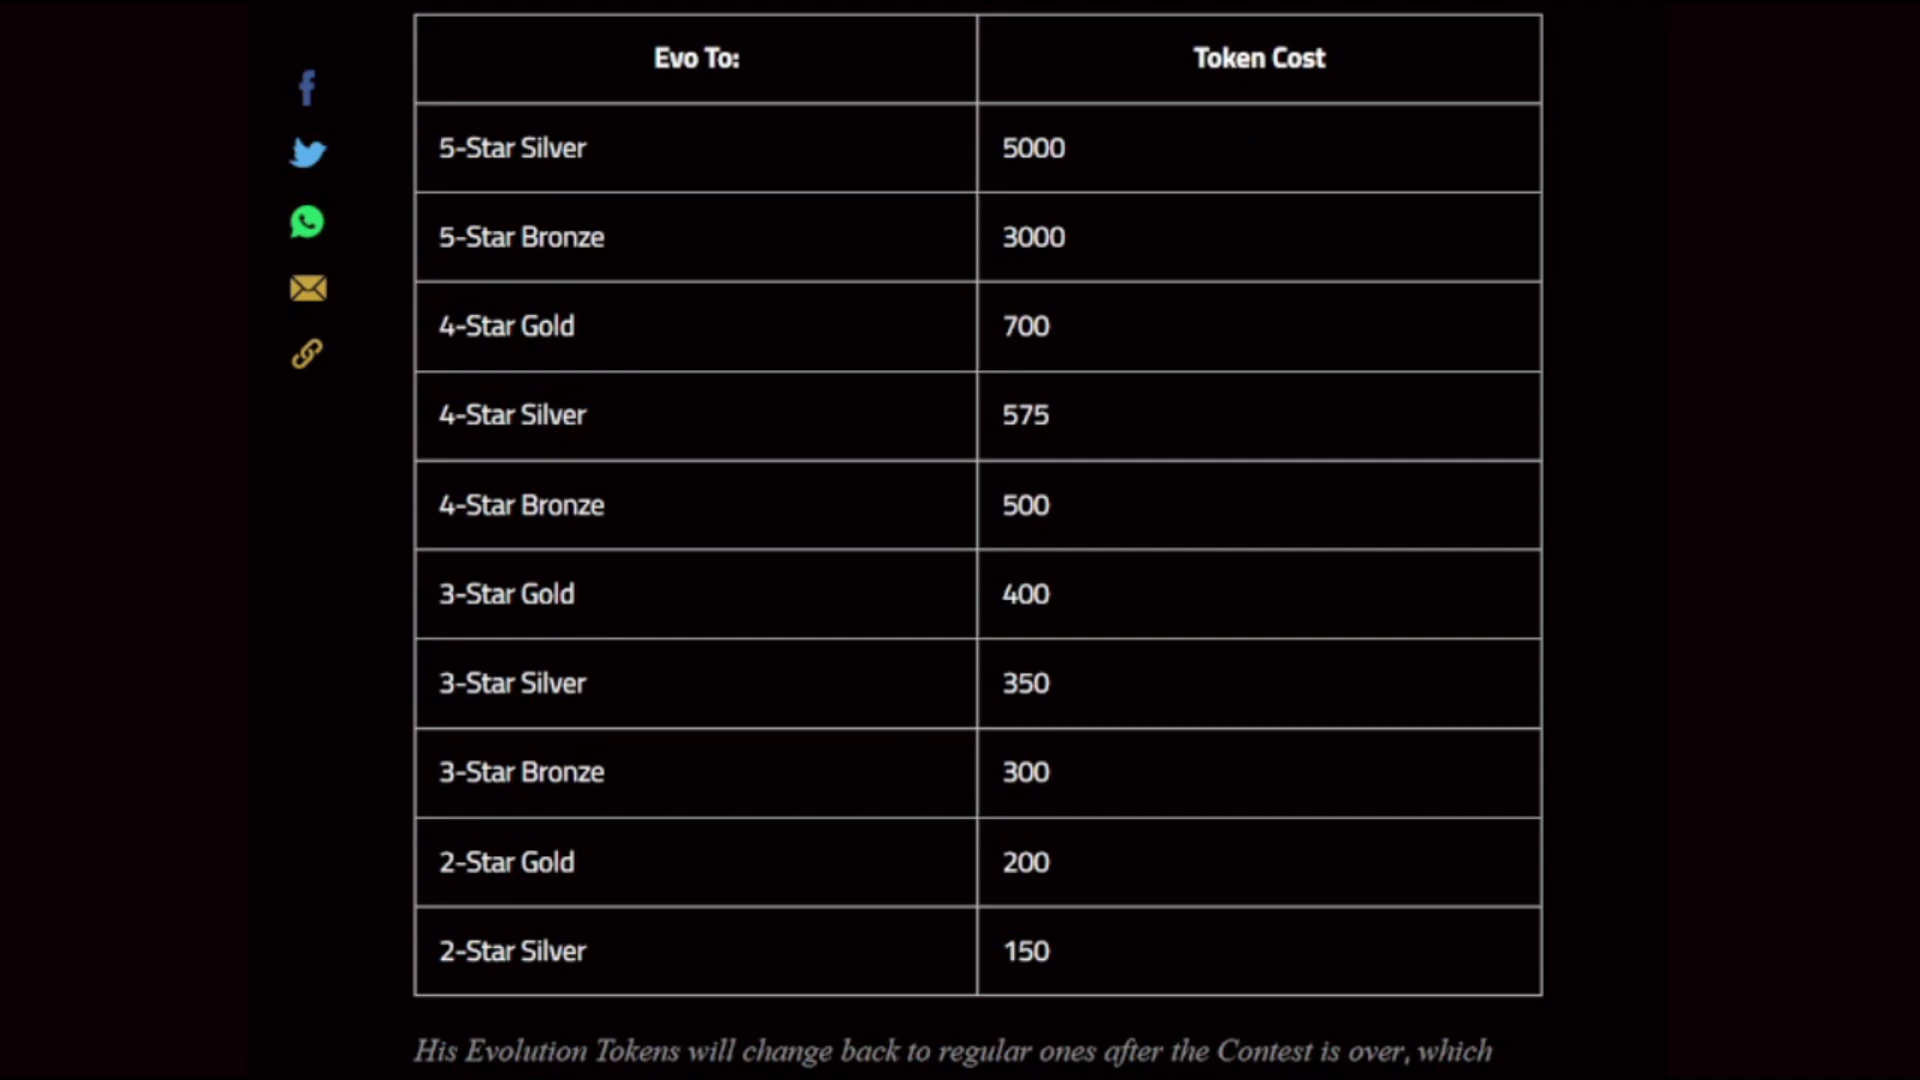 Evo To: Token Cost
5-Star Silver 5000
5-Star Bronze 3000
4-Star Gold 700
4-Star Silver 575
4-Star Bronze 500
3-Star Gold 400
3-Star Silver 350
3-Star Bronze 300
2-Star Gold 200
2-Star Silver 150
His Evolution Tokens will change back to regular ones after the Contest is over, which